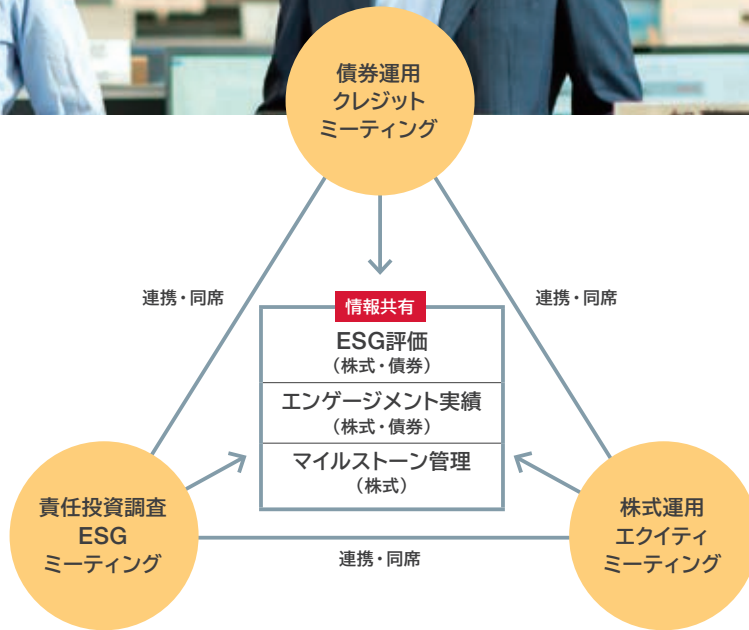 債券運用
クレジット
ミーティング
連携・同席
連携・同席
情報共有
ESG評価
（株式・債券）
エンゲージメント実績
（株式・債券）
マイルストーン管理
（株式）
責任投資調査
ESG
ミーティング
株式運用
エクイティ
ミーティング
連携・同席